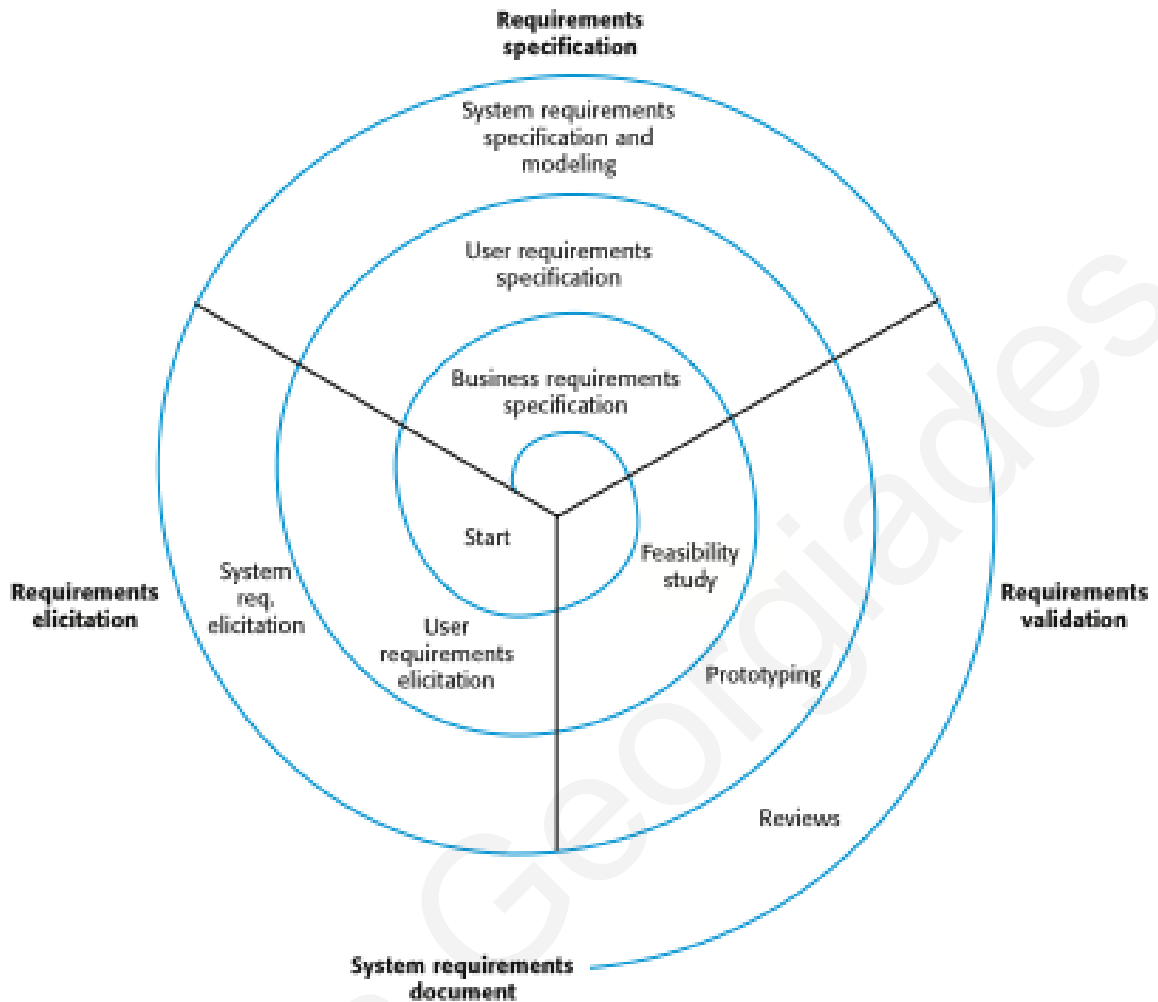 Requirements
specification
System requirements
specification and
modeling
User requirements
specification
Business requirements
specification
Start
Feasibility
study
System
req.
elicitation
Requirements
elicitation
Requirements
validation
User
requirements
elicitation
Prototyping
Reviews
System requirements
document
Georgiades